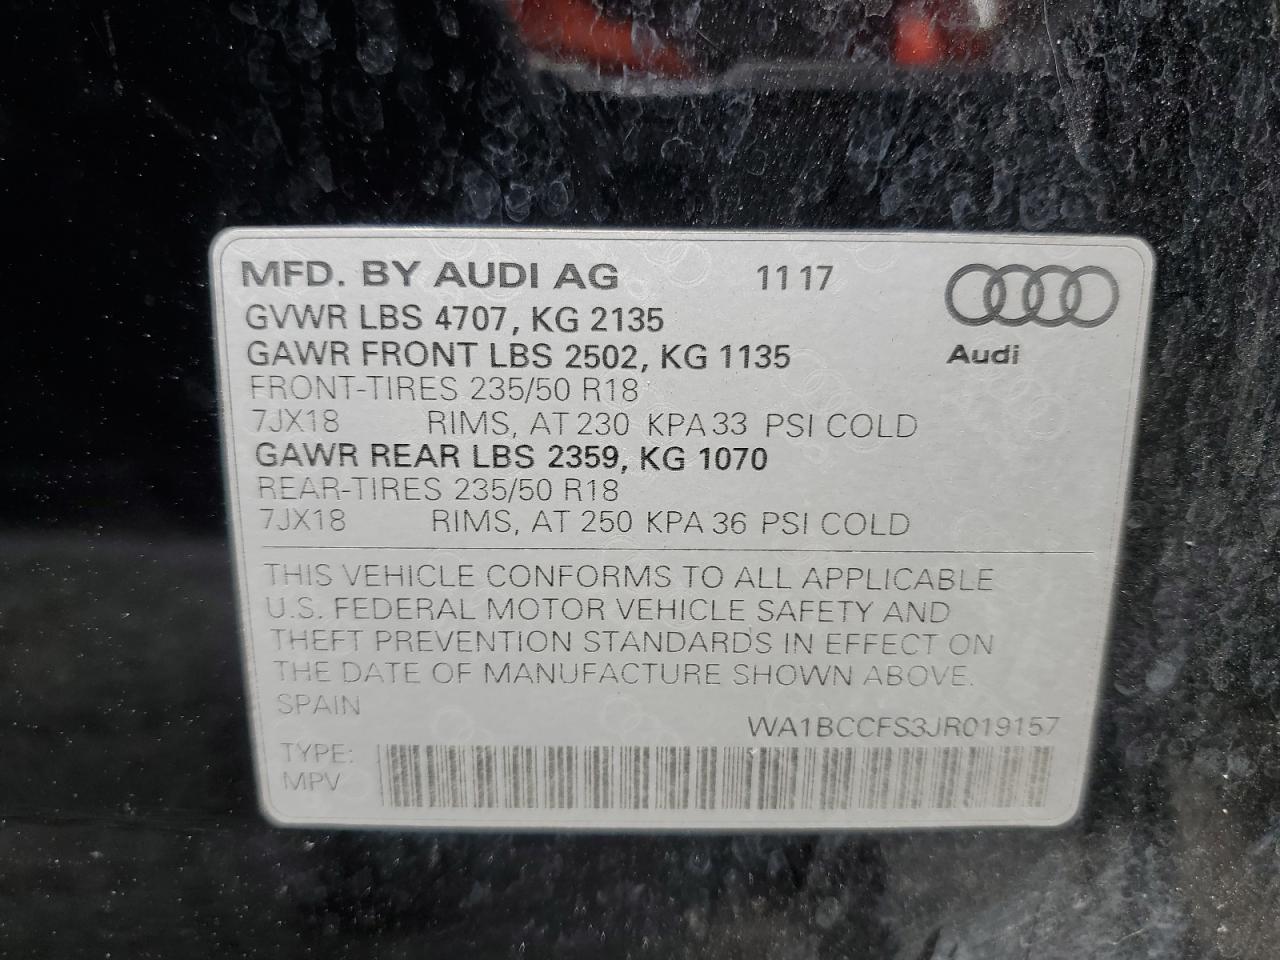 MFD. BY AUDI AG 11 17
GVWR LBS 4707, KG 2135
GAWR FRONT LBS 2502, KG 1135
Audi
FRONT-TIRES 235/50 R18
7JX18 RIMS, AT 230 KPA 33 PSI COLD
GAWR REAR LBS 2359, KG 1070
REAR-TIRES 235/50 R18
7JX18 RIMS, AT 250 KPA 36 PSI COLD
THIS VEHICLE CONFORMS TO ALL APPLICABLE
U.S. FEDERAL MOTOR VEHICLE SAFETY AND
THEFT PREVENTION STANDARDS IN EFFECT ON
THE DATE OF MANUFACTURE SHOWN ABOVE.
SPAIN
WA1BCCFS3JR019157
TYPE:
MPV